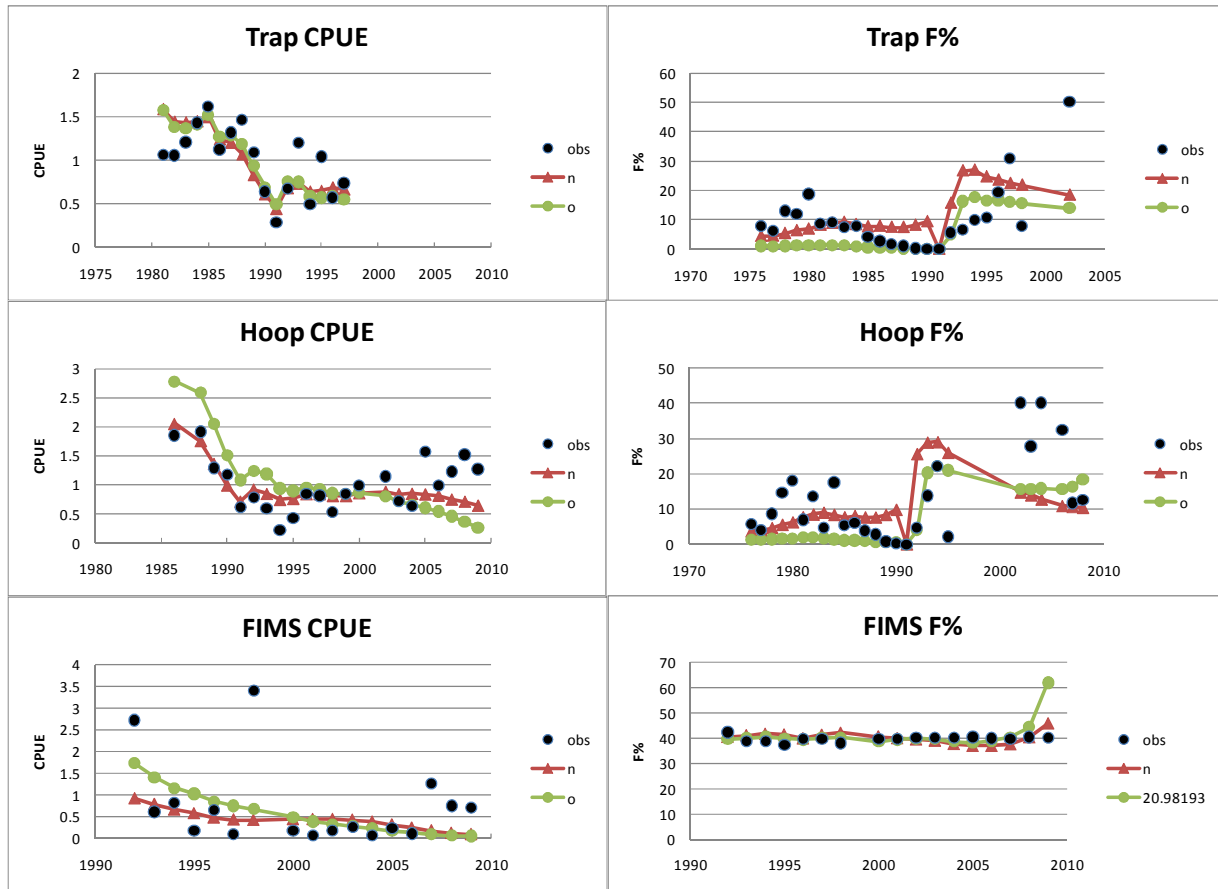 Trap CPUE
2
1.5
1
0.5
0
CPUE
1975 1980 1985 1990 1995 2000 2005 2010
obs
n
o
Trap F%
60
50
40
30
20
10
0
F%
1970 1975 1980 1985 1990 1995 2000 2005
obs
n
o
Hoop CPUE
3
2.5
2
1.5
1
0.5
0
CPUE
1980 1985 1990 1995 2000 2005 2010
obs
n
o
Hoop F%
50
40
30
20
10
0
F%
1970 1980 1990 2000 2010
obs
n
o
FIMS CPUE
4
3.5
3
2.5
2
1.5
1
0.5
0
CPUE
1990 1995 2000 2005 2010
obs
n
o
FIMS F%
70
60
50
40
30
20
10
0
F%
1990 1995 2000 2005 2010
obs
n
20.98193